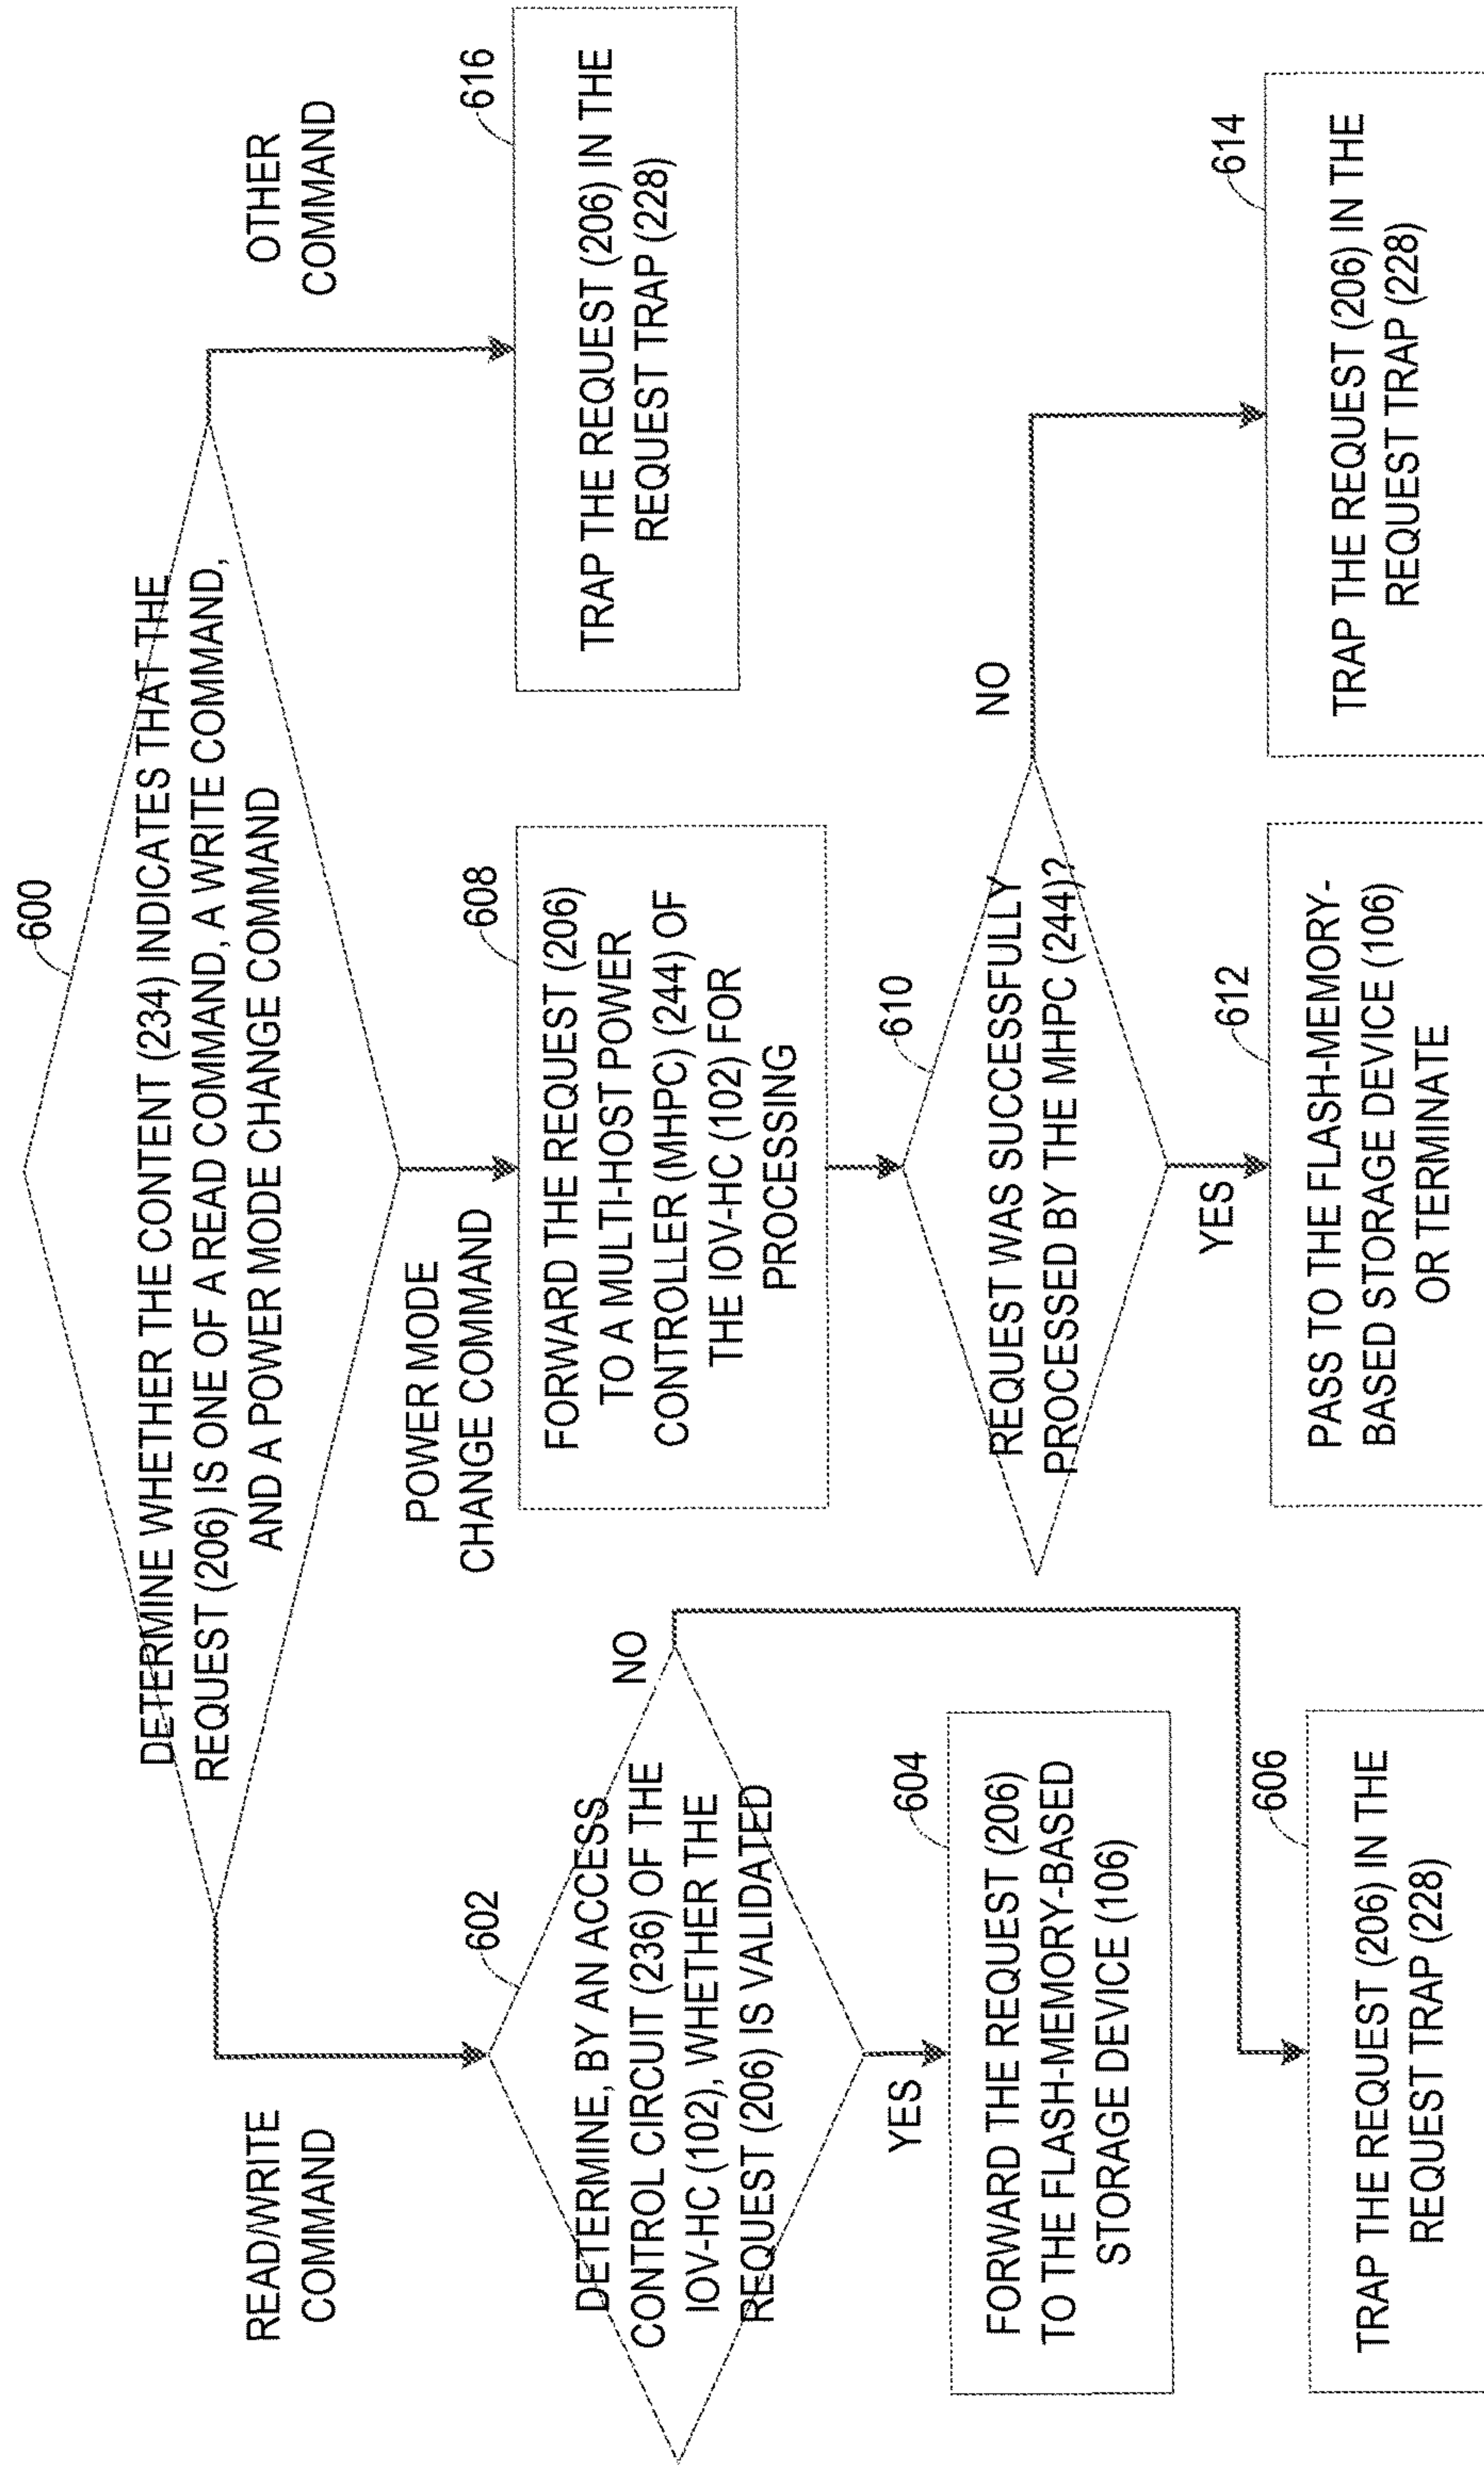 600
DETERMINE WHETHER THE CONTENT (234) INDICATES THAT THE
REQUEST (206) IS ONE OF A READ COMMAND, A WRITE COMMAND,
AND A POWER MODE CHANGE COMMAND
READ/WRITE
COMMAND
POWER MODE
CHANGE COMMAND
OTHER
COMMAND
602
DETERMINE, BY AN ACCESS
CONTROL CIRCUIT (236) OF THE
IOV-HC (102), WHETHER THE
REQUEST (206) IS VALIDATED
NO
YES
604
FORWARD THE REQUEST (206)
TO THE FLASH-MEMORY-BASED
STORAGE DEVICE (106)
606
TRAP THE REQUEST (206) IN THE
REQUEST TRAP (228)
608
FORWARD THE REQUEST (206)
TO A MULTI-HOST POWER
CONTROLLER (MHPC) (244) OF
THE IOV-HC (102) FOR
PROCESSING
610
REQUEST WAS SUCCESSFULLY
PROCESSED BY THE MHPC (244)?
NO
YES
612
PASS TO THE FLASH-MEMORY-
BASED STORAGE DEVICE (106)
OR TERMINATE
614
TRAP THE REQUEST (206) IN THE
REQUEST TRAP (228)
616
TRAP THE REQUEST (206) IN THE
REQUEST TRAP (228)